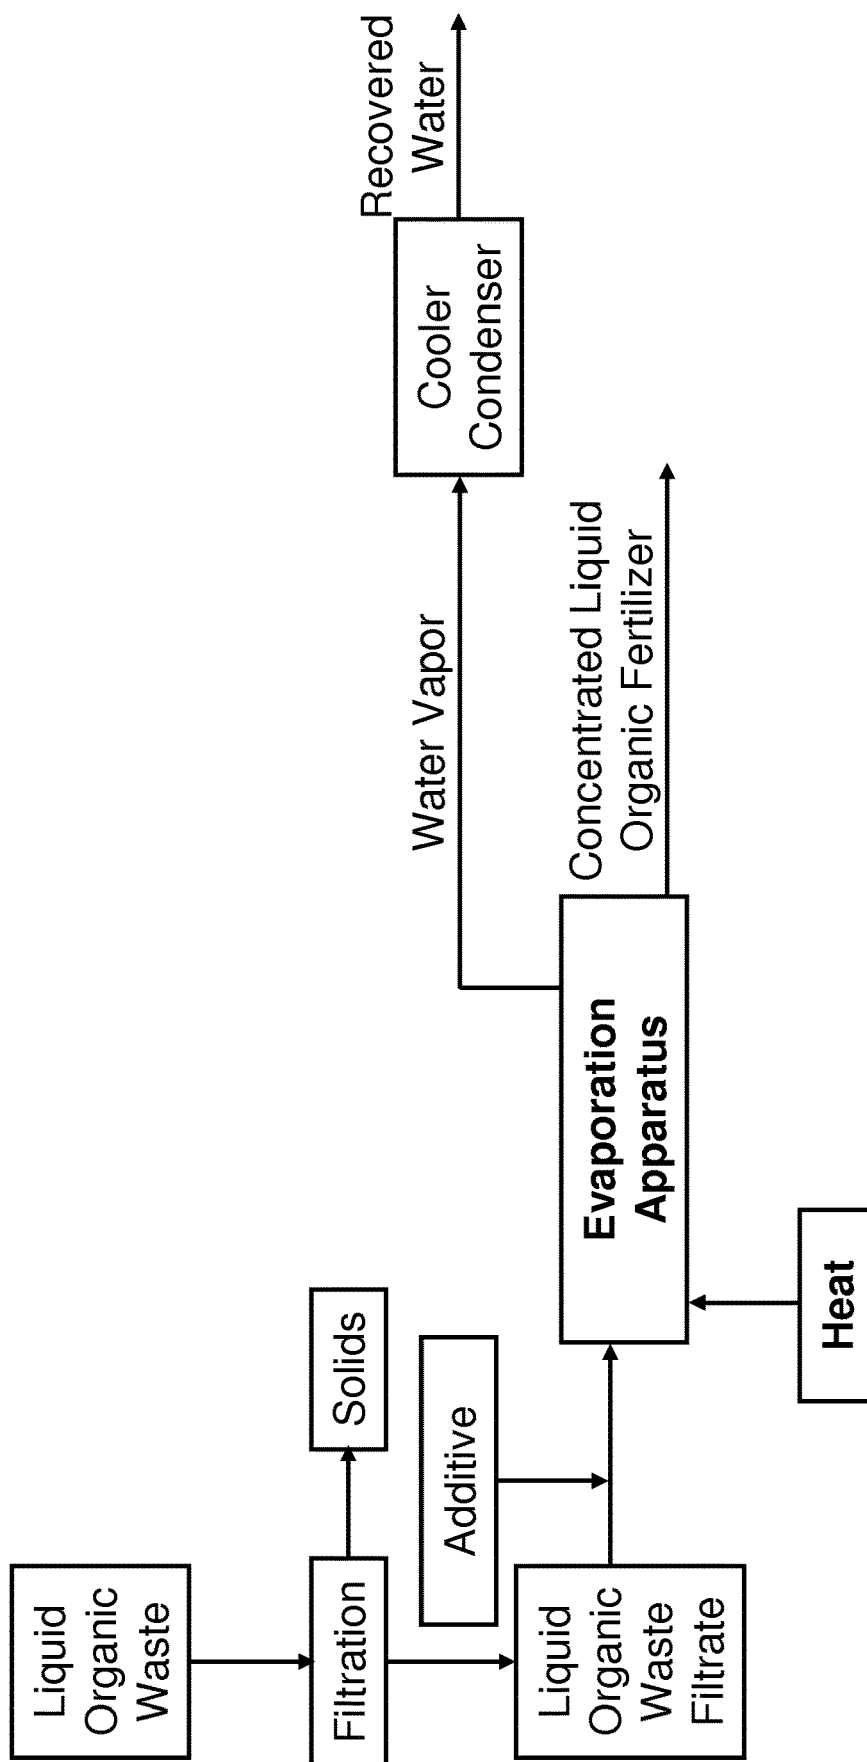 Liquid
Organic
Waste
Filtration
Solids
Liquid
Organic
Waste
Filtrate
Additive
Heat
Evaporation
Apparatus
Water Vapor
Concentrated Liquid
Organic Fertilizer
Cooler
Condenser
Recovered
Water